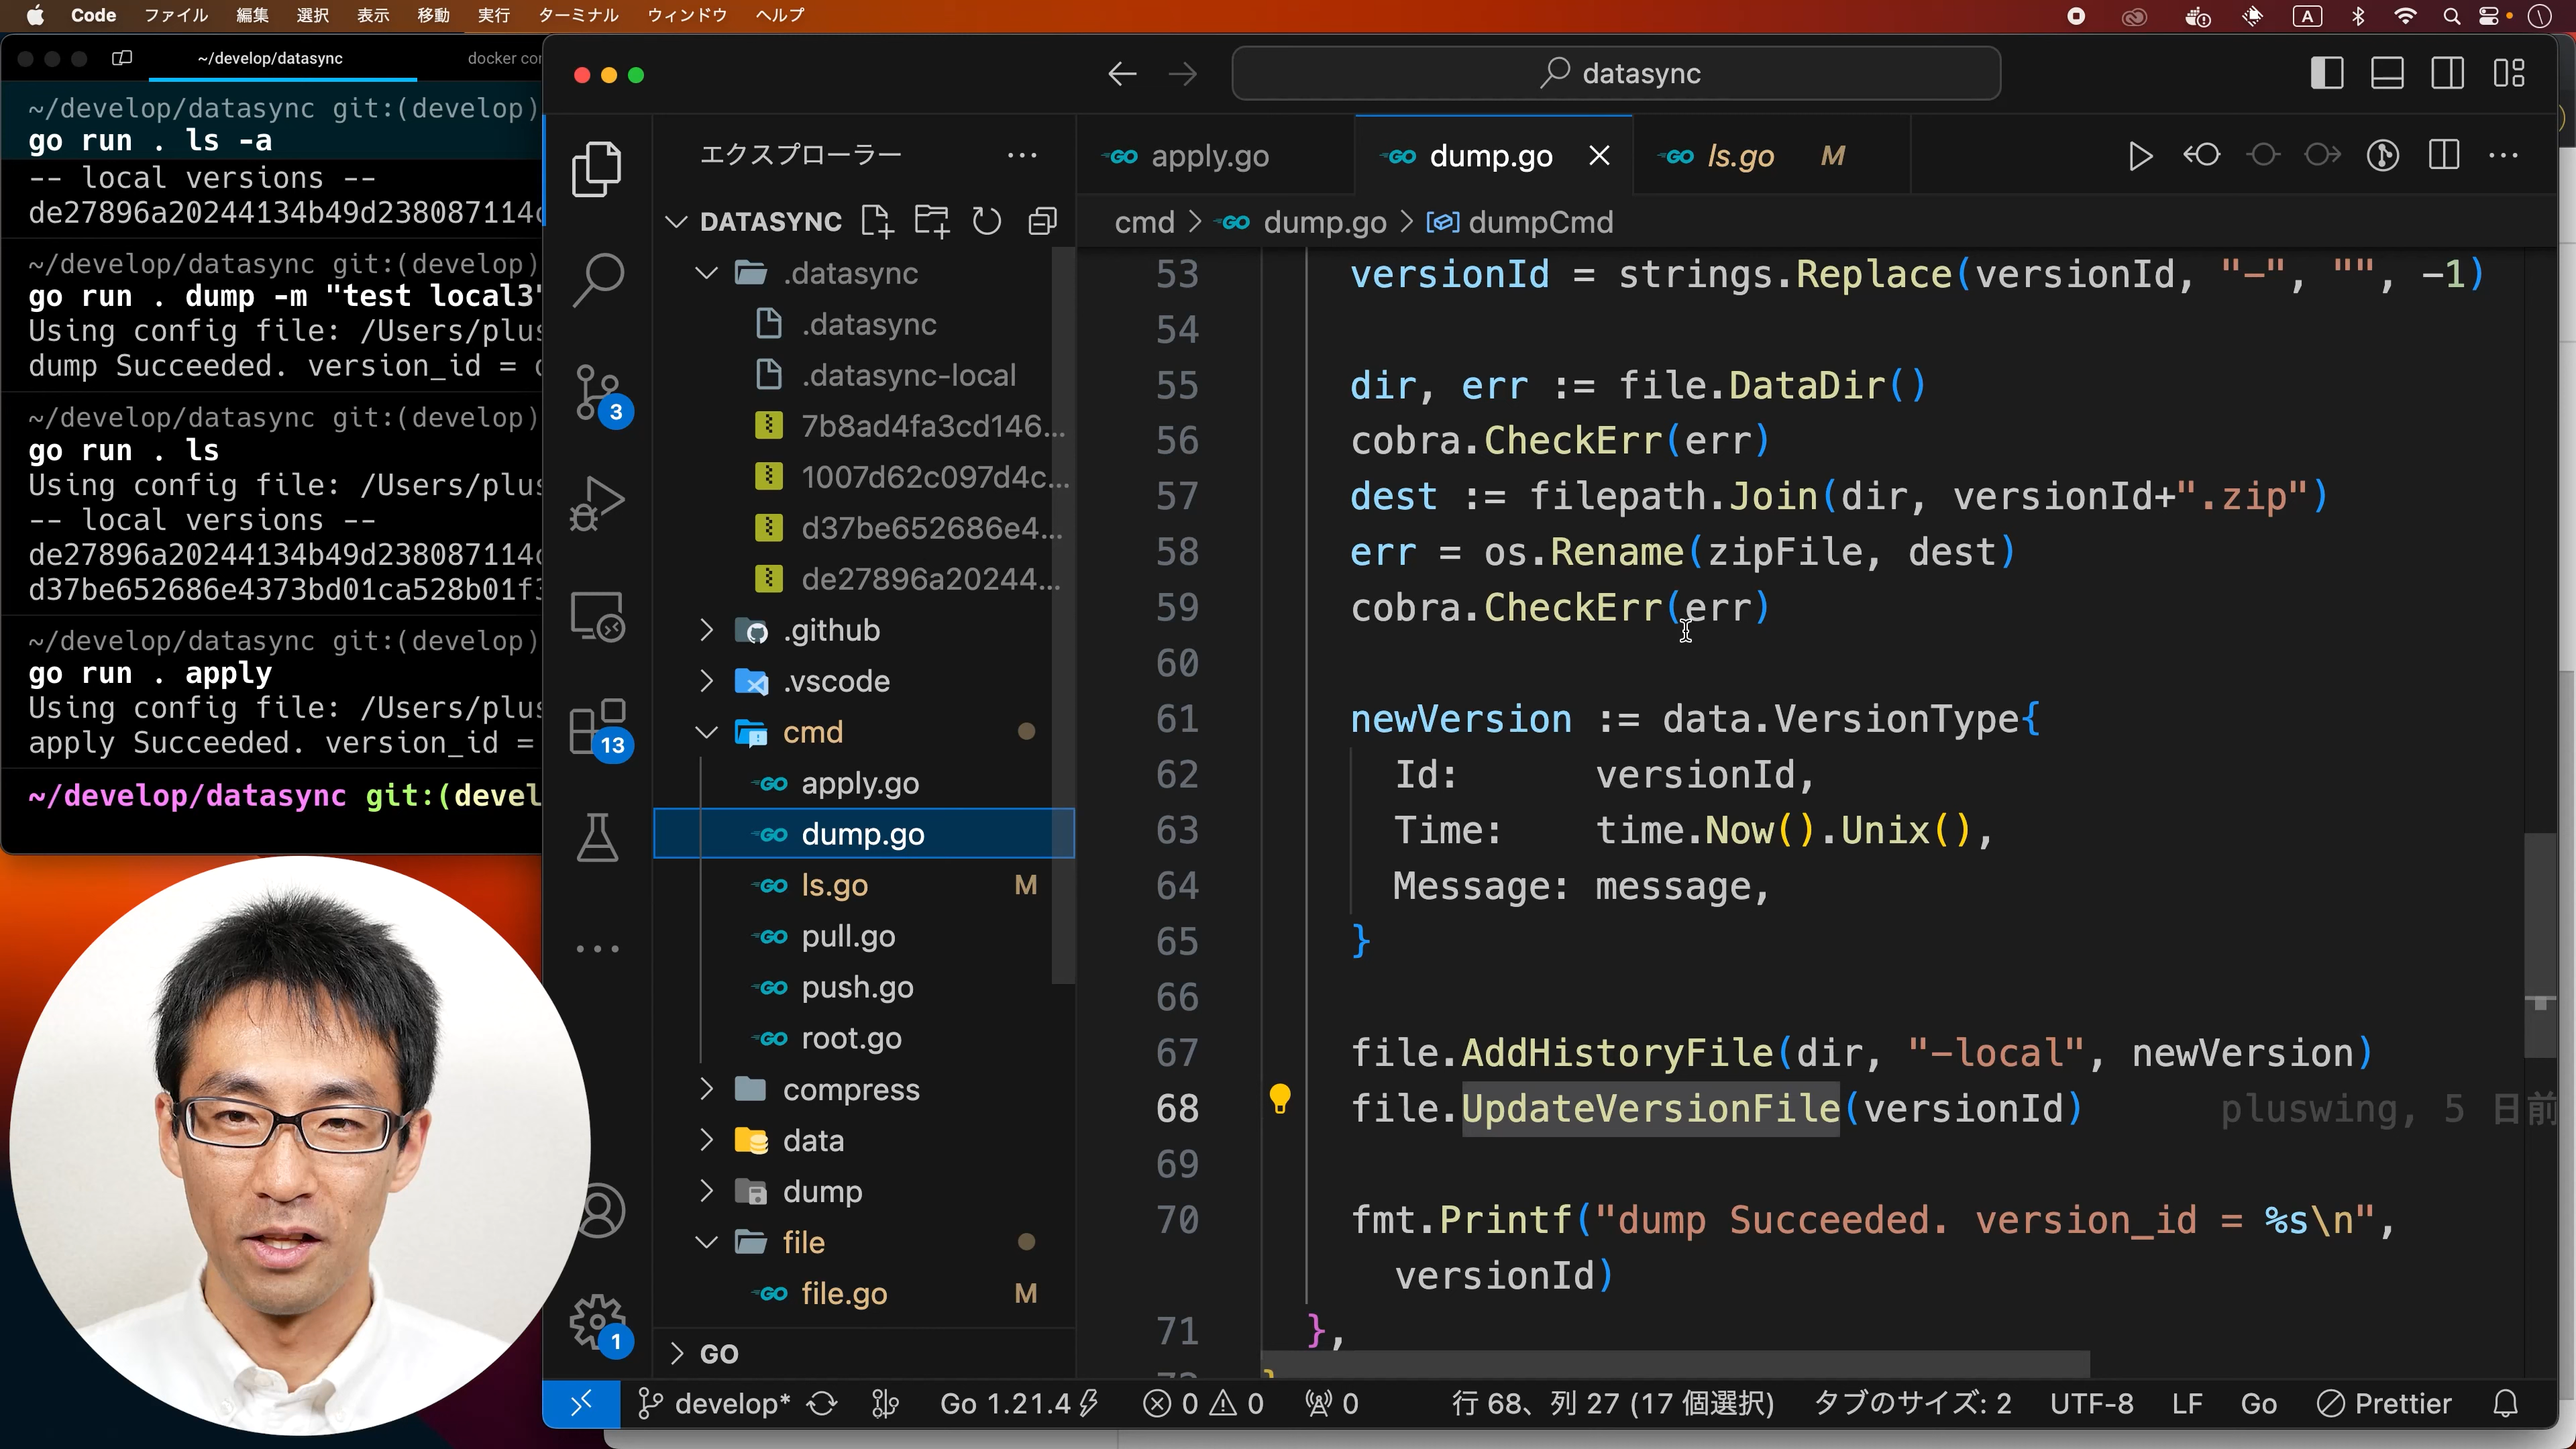 Code ファイル 編集 選択 表示 移動 実行 ターミナル ウィンドウ ヘルプ
A
~/develop/datasync
~/develop/datasync git:(develop)
go run . ls -a
-- local versions --
de27896a20244134b49d238087114
~/develop/datasync git:(develop)
go run . dump -m "test local3"
Using config file: /Users/plus
dump Succeeded. version_id =
~/develop/datasync git:(develop)
go run . ls
Using config file: /Users/plus
-- local versions --
de27896a20244134b49d238087114
d37be652686e4373bd01ca528b01f3
~/develop/datasync git:(develop)
go run . apply
Using config file: /Users/plus
apply Succeeded. version_id =
~/develop/datasync git:(devel
datasync
エクスプローラー ...
DATASYNC
.datasync
.datasync
.datasync-local
7b8ad4fa3cd146...
1007d62c097d4c...
d37be652686e4...
de27896a20244...
.github
.vscode
cmd
apply.go
dump.go
ls.go M
pull.go
push.go
root.go
compress
data
dump
file
file.go M
GO
3
13
1
apply.go
dump.go
ls.go M
cmd > dump.go > dumpCmd
53 versionId = strings.Replace(versionId, "-", "", -1)
54
55 dir, err := file.DataDir()
56 cobra.CheckErr(err)
57 dest := filepath.Join(dir, versionId+".zip")
58 err = os.Rename(zipFile, dest)
59 cobra.CheckErr(err)
60
61 newVersion := data.VersionType{
62 Id: versionId,
63 Time: time.Now().Unix(),
64 Message: message,
65 }
66
67 file.AddHistoryFile(dir, "-local", newVersion)
68 file.UpdateVersionFile(versionId) pluswing, 5 日前
69
70 fmt.Printf("dump Succeeded. version_id = %s\n",
versionId)
71 },
develop* Go 1.21.4 0 0 0 行 68、列 27 (17 個選択) タブのサイズ: 2 UTF-8 LF Go Prettier